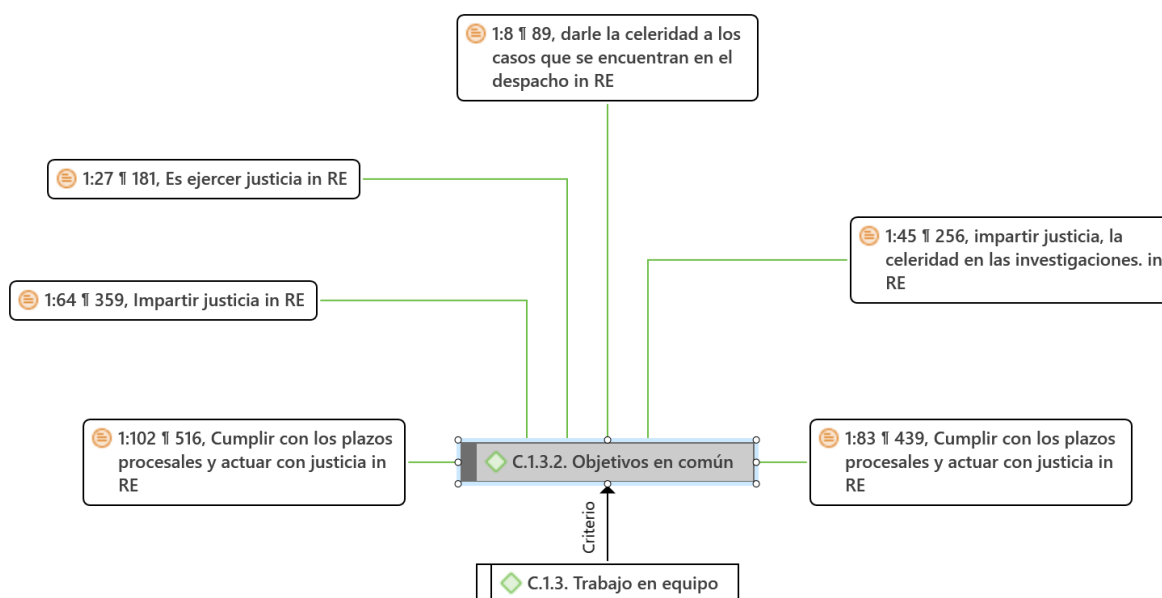 1:8 ¶ 89, darle la celeridad a los
casos que se encuentran en el
despacho in RE
1:27 ¶ 181, Es ejercer justicia in RE
1:45 ¶ 256, impartir justicia, la
celeridad en las investigaciones. in
RE
1:64 ¶ 359, Impartir justicia in RE
1:102 ¶ 516, Cumplir con los plazos
procesales y actuar con justicia in
RE
C.1.3.2. Objetivos en común
1:83 ¶ 439, Cumplir con los plazos
procesales y actuar con justicia in
RE
Criterio
C.1.3. Trabajo en equipo